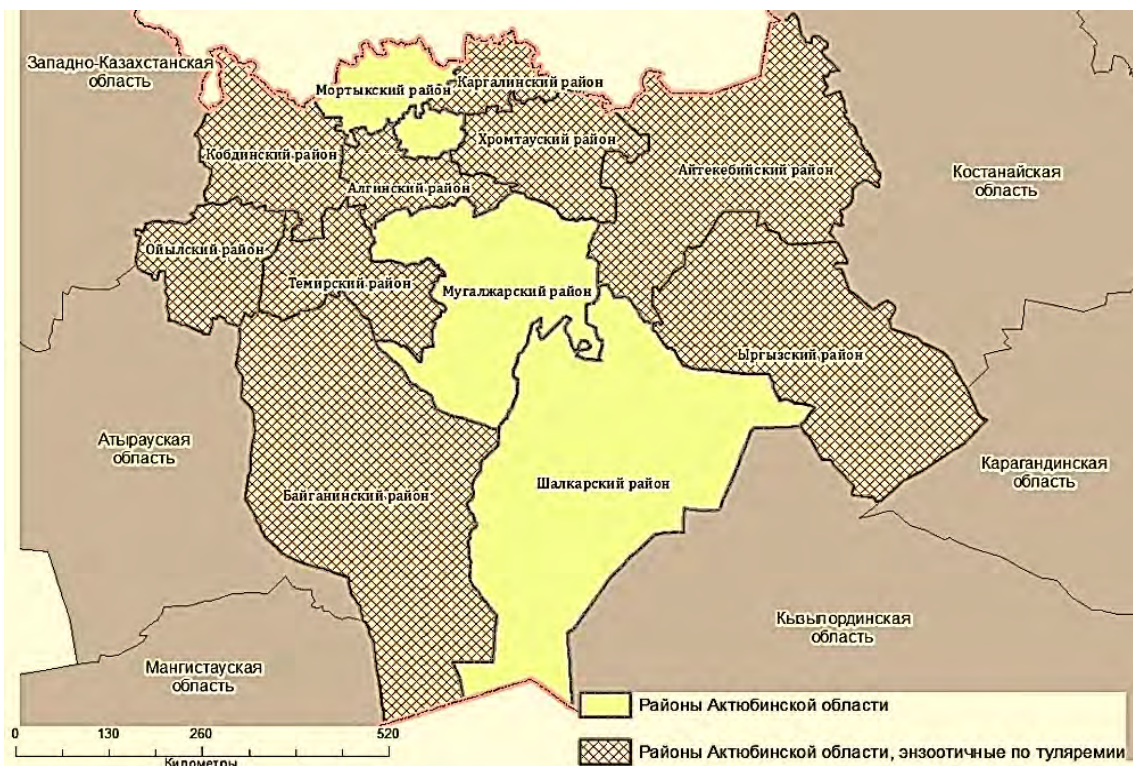 Западно-Казахстанская
область
Мортыкский район
Каргалинский район
Хромтауский район
Кобдинский район
Алгинский район
Айтекебийский район
Костанайская
область
Ойылский район
Темирский район
Мугалжарский район
Ыргызский район
Атырауская
область
Байганинский район
Шалкарский район
Карагандинская
область
Кызылординская
область
Мангистауская
область
Районы Актюбинской области
Районы Актюбинской области, энзоотичные по туляремии
0 130 260 520
Километры